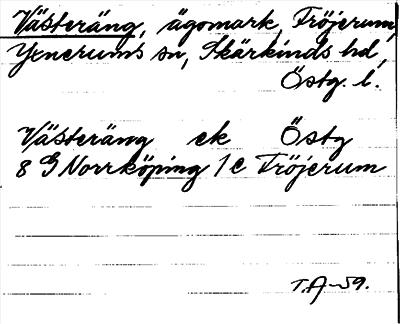 Västeräng, ägomark, Fröjerum,
Yxnerums sn, Skärkinds hd,
Östg. l.
Västeräng ek Östg
8 G Norrköping 1 e Fröjerum
T.A-59.